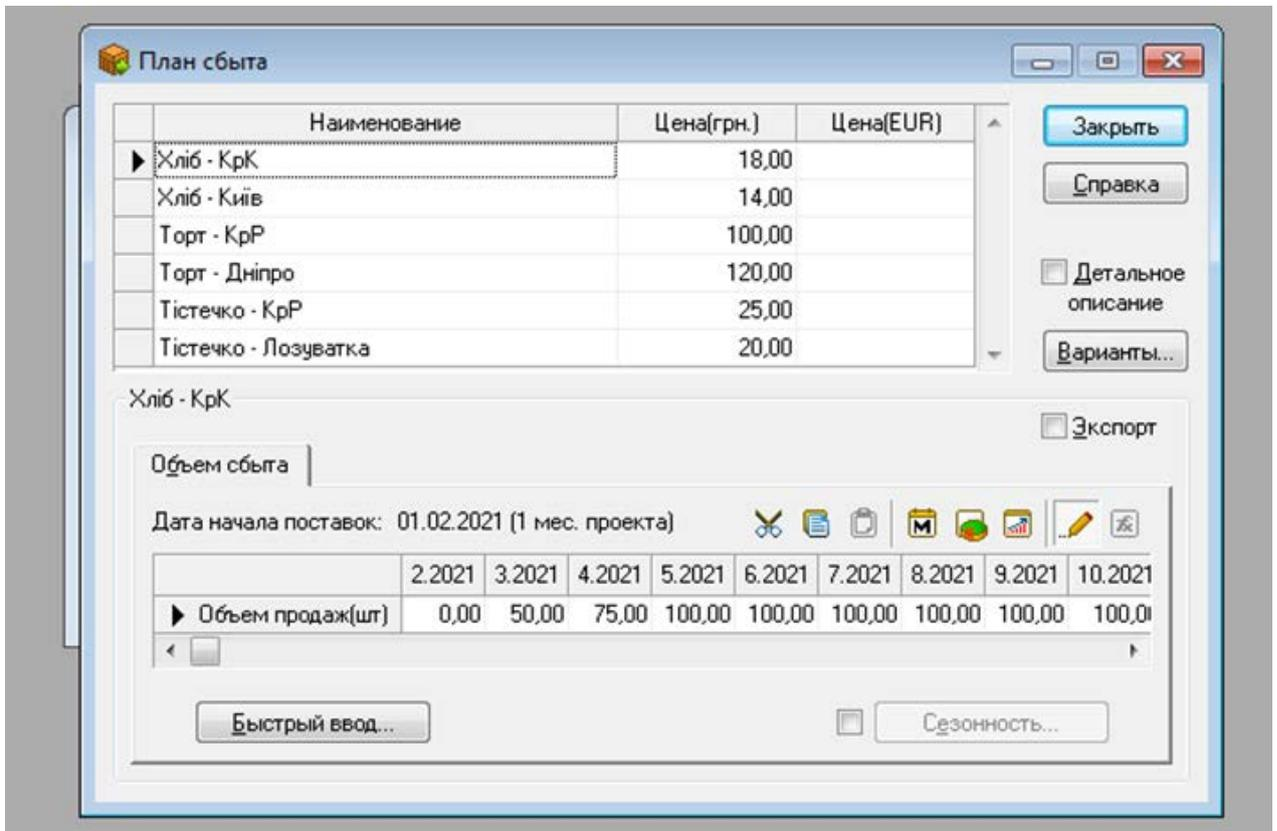 План сбыта
Наименование Цена(грн.) Цена(EUR)
Хліб - КрК 18,00
Хліб - Київ 14,00
Торт - КрР 100,00
Торт - Дніпро 120,00
Тістечко - КрР 25,00
Тістечко - Лозуватка 20,00
Закрыть
Справка
Детальное
описание
Варианты...
Хліб - КрК
Экспорт
Объем сбыта
Дата начала поставок: 01.02.2021 (1 мес. проекта)
2.2021 3.2021 4.2021 5.2021 6.2021 7.2021 8.2021 9.2021 10.2021
Объем продаж(шт) 0,00 50,00 75,00 100,00 100,00 100,00 100,00 100,00 100,0
Быстрый ввод...
Сезонность...